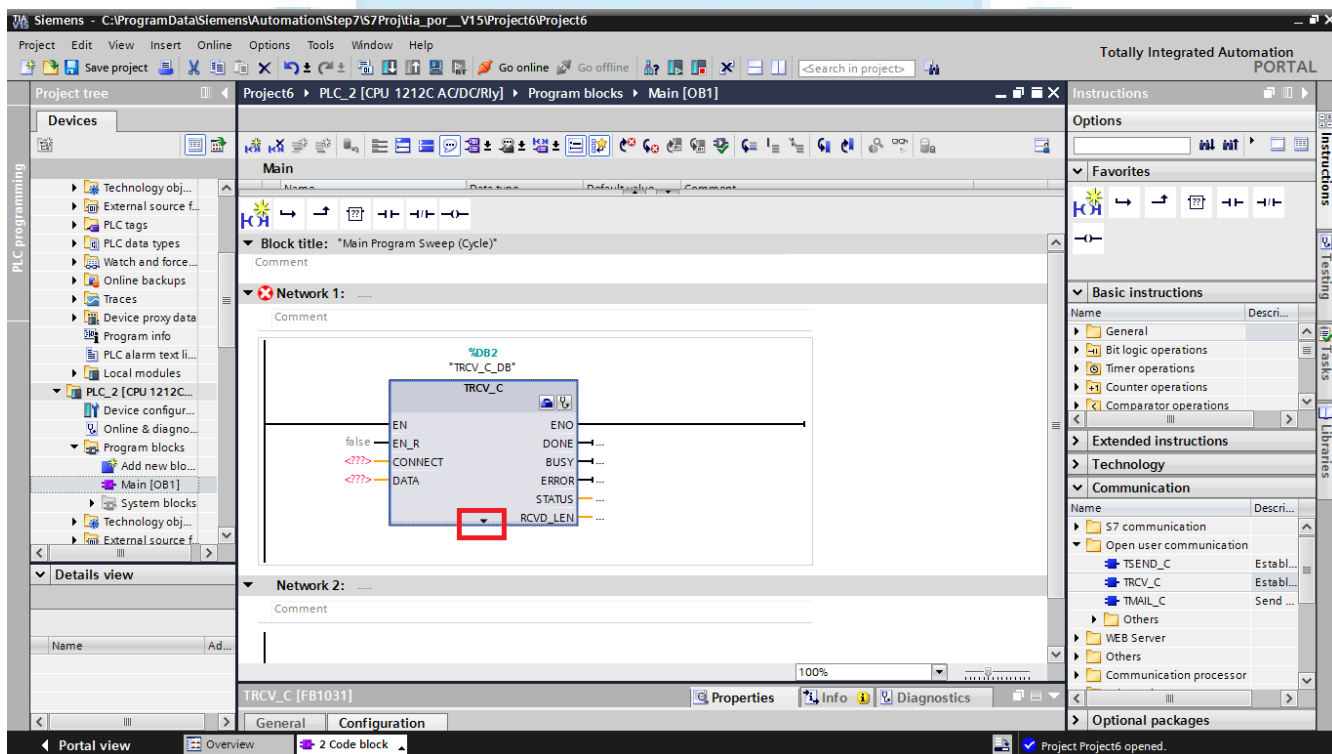 Siemens - C:\ProgramData\Siemens\Automation\Step7\S7Proj\tia_por__V15\Project6\Project6
Project Edit View Insert Online Options Tools Window Help
Totally Integrated Automation
PORTAL
Save project
Go online
Go offline
<Search in project>
Project tree
Project6 PLC_2 [CPU 1212C AC/DC/Rly] Program blocks Main [OB1]
Instructions
Devices
Options
Main
Name Data type Default value Comment
Favorites
Technology obj...
External source f...
PLC tags
PLC data types
Watch and force...
Online backups
Traces
Device proxy data
Program info
PLC alarm text li...
Local modules
PLC_2 [CPU 1212C...
Device configur...
Online & diagno...
Program blocks
Add new blo...
Main [OB1]
System blocks
Technology obj...
External source f...
Details view
Name Ad...
PLC programming
Block title: "Main Program Sweep (Cycle)"
Comment
Network 1: .....
Comment
%DB2
"TRCV_C_DB"
TRCV_C
EN ENO
false EN_R DONE ...
<???> CONNECT BUSY ...
<???> DATA ERROR ...
STATUS ...
RCVD_LEN ...
Network 2: .....
Comment
100%
TRCV_C [FB1031]
Properties Info Diagnostics
General Configuration
Basic instructions
Name Descri...
General
Bit logic operations
Timer operations
Counter operations
Comparator operations
Extended instructions
Technology
Communication
Name Descri...
S7 communication
Open user communication
TSEND_C Establ...
TRCV_C Establ...
TMAIL_C Send ...
Others
WEB Server
Others
Communication processor
Optional packages
Instructions
Testing
Tasks
Libraries
Portal view Overview 2 Code block
Project Project6 opened.